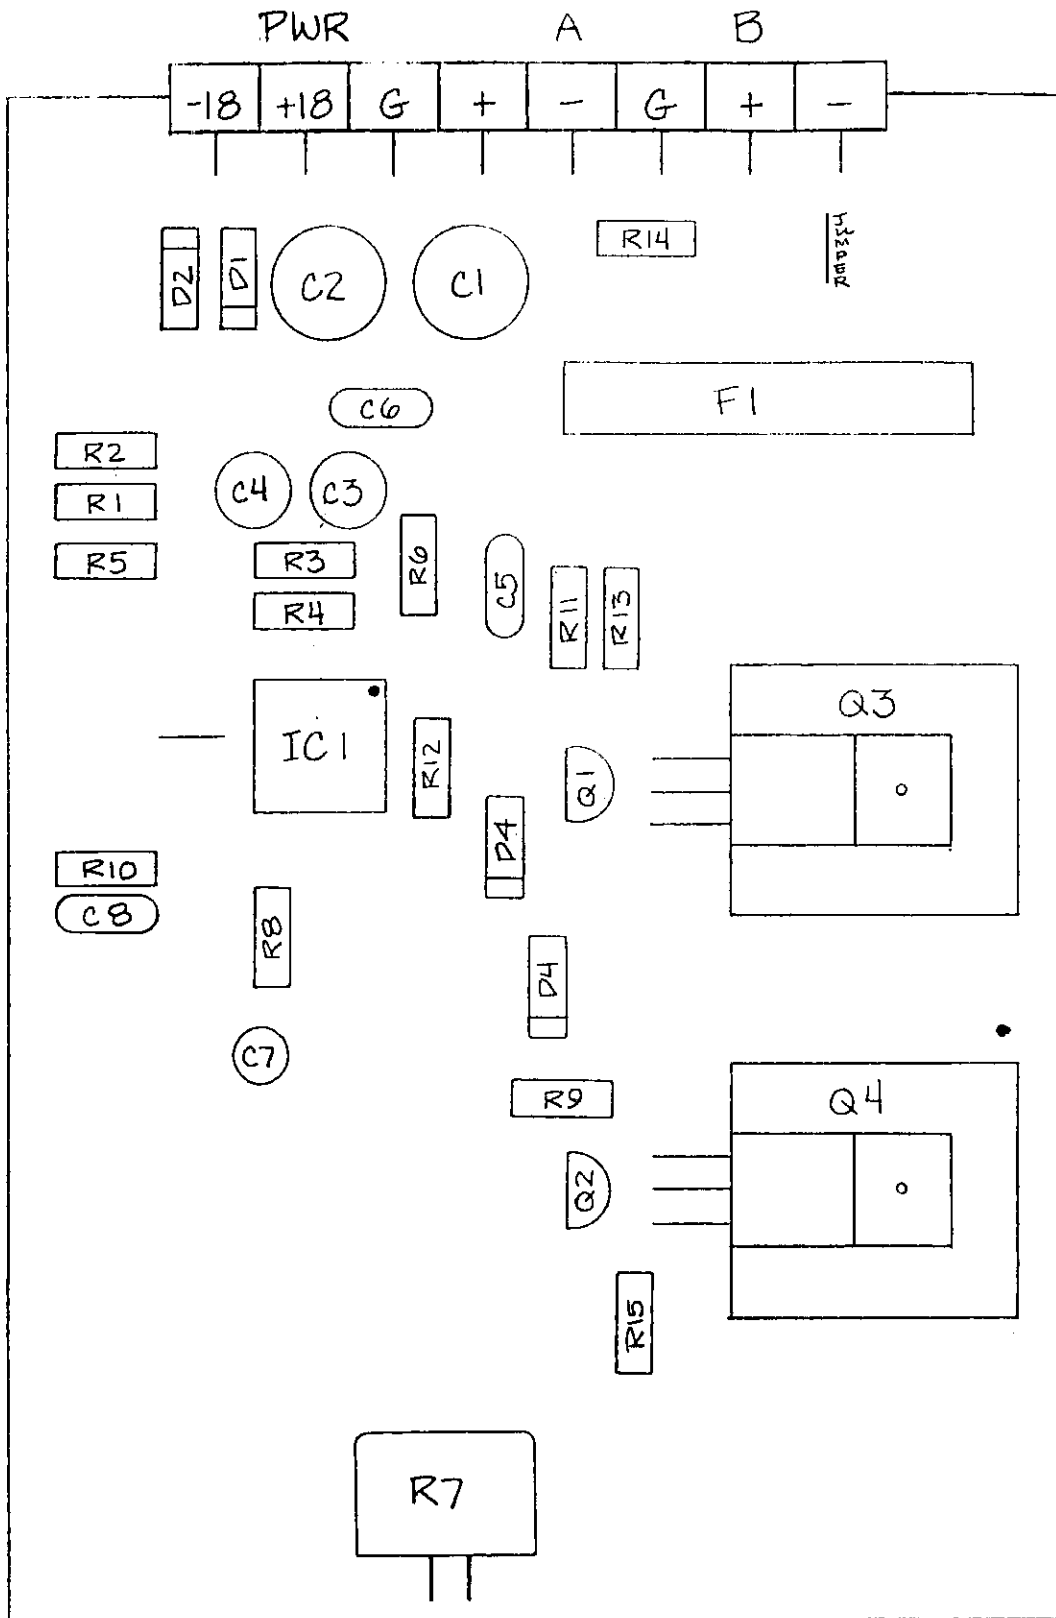 PWR A B
-18 +18 G + - G + -
D2 D1 C2 C1 R14
C6 F1
R2
R1 C4 C3
R5 R3 R6 C5
R4 R11 R13
IC1 R12 Q3
Q1
D4
R10
C8 R8
D4
C7
R9 Q4
Q2
R15
R7